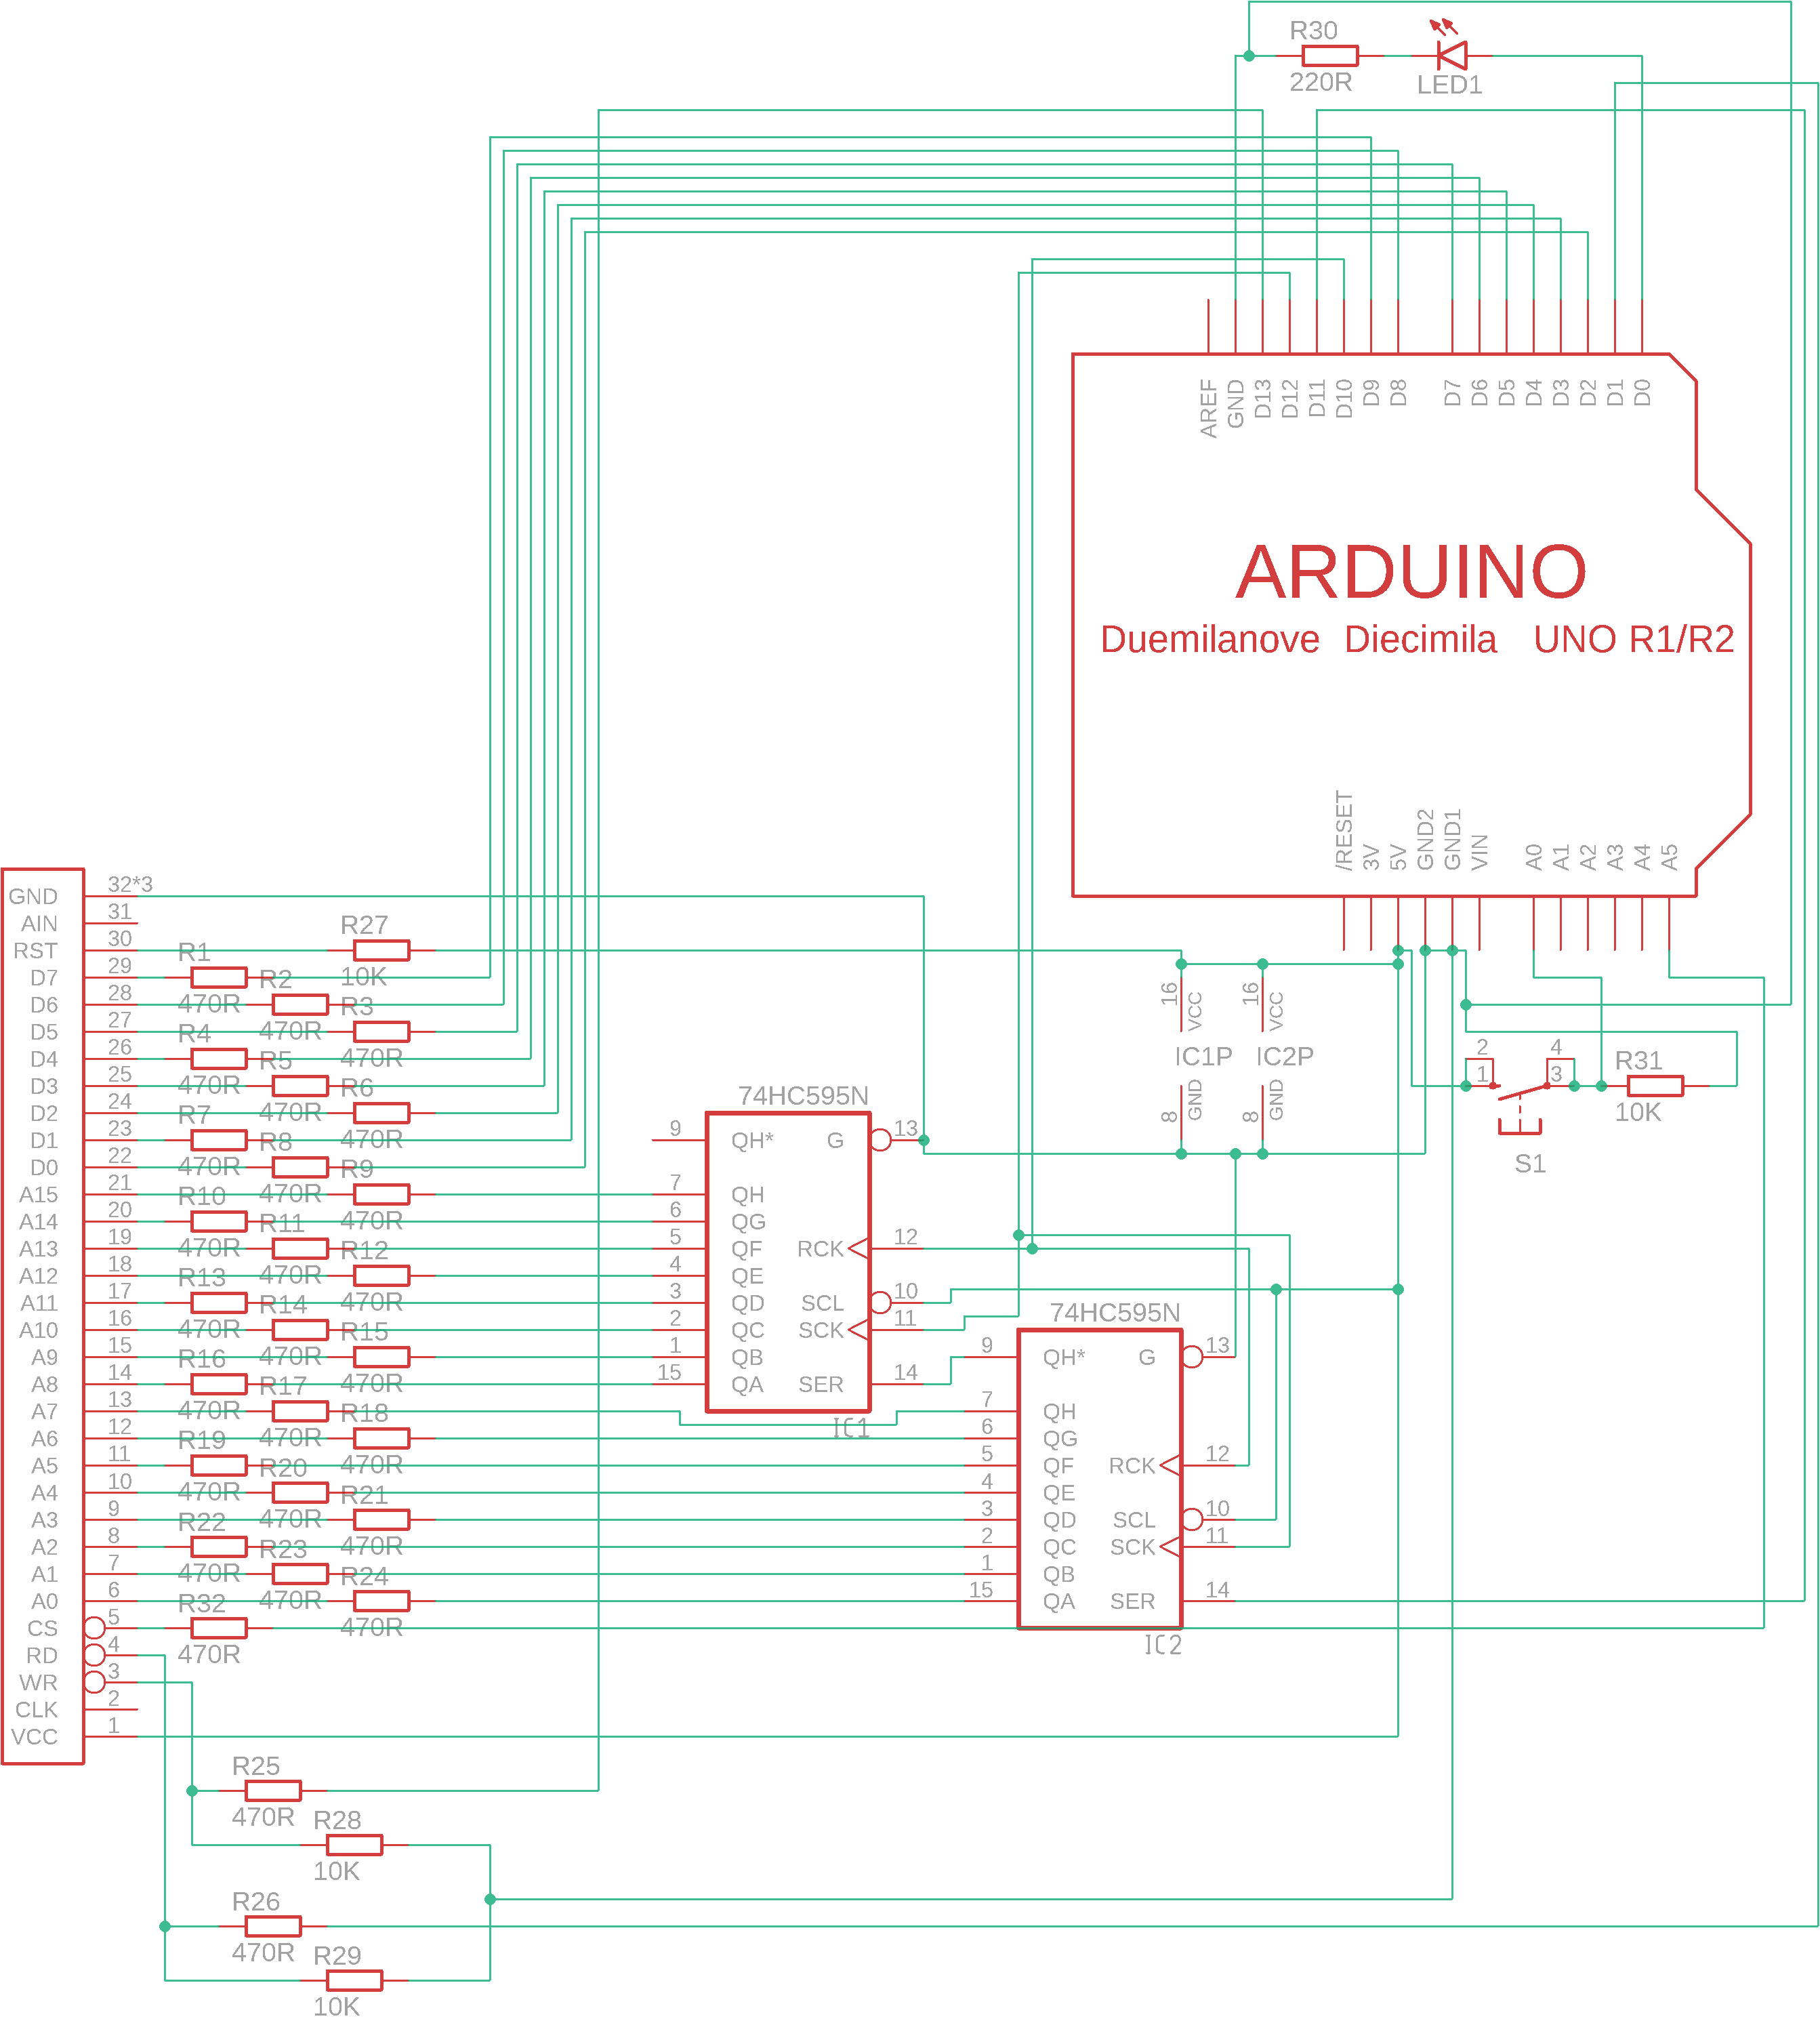 R30
220R
LED1
AREF
GND
D13
D12
D11
D10
D9
D8
D7
D6
D5
D4
D3
D2
D1
D0
ARDUINO
Duemilanove Diecimila UNO R1/R2
/RESET
3V
5V
GND2
GND1
VIN
A0
A1
A2
A3
A4
A5
GND 32*3
AIN 31
RST 30
D7 29
D6 28
D5 27
D4 26
D3 25
D2 24
D1 23
D0 22
A15 21
A14 20
A13 19
A12 18
A11 17
A10 16
A9 15
A8 14
A7 13
A6 12
A5 11
A4 10
A3 9
A2 8
A1 7
A0 6
CS 5
RD 4
WR 3
CLK 2
VCC 1
R27
10K
R1
470R
R2
470R
R3
470R
R4
470R
R5
470R
R6
470R
R7
470R
R8
470R
R9
470R
R10
470R
R11
470R
R12
470R
R13
470R
R14
470R
R15
470R
R16
470R
R17
470R
R18
470R
R19
470R
R20
470R
R21
470R
R22
470R
R23
470R
R24
470R
R32
470R
R25
470R
R28
10K
R26
470R
R29
10K
74HC595N
9 QH* G 13
7 QH
6 QG
5 QF RCK 12
4 QE
3 QD SCL 10
2 QC SCK 11
1 QB
15 QA SER 14
IC1
16 VCC
IC1P
8 GND
16 VCC
IC2P
8 GND
2 4
1 3
S1
R31
10K
74HC595N
9 QH* G 13
7 QH
6 QG
5 QF RCK 12
4 QE
3 QD SCL 10
2 QC SCK 11
1 QB
15 QA SER 14
IC2